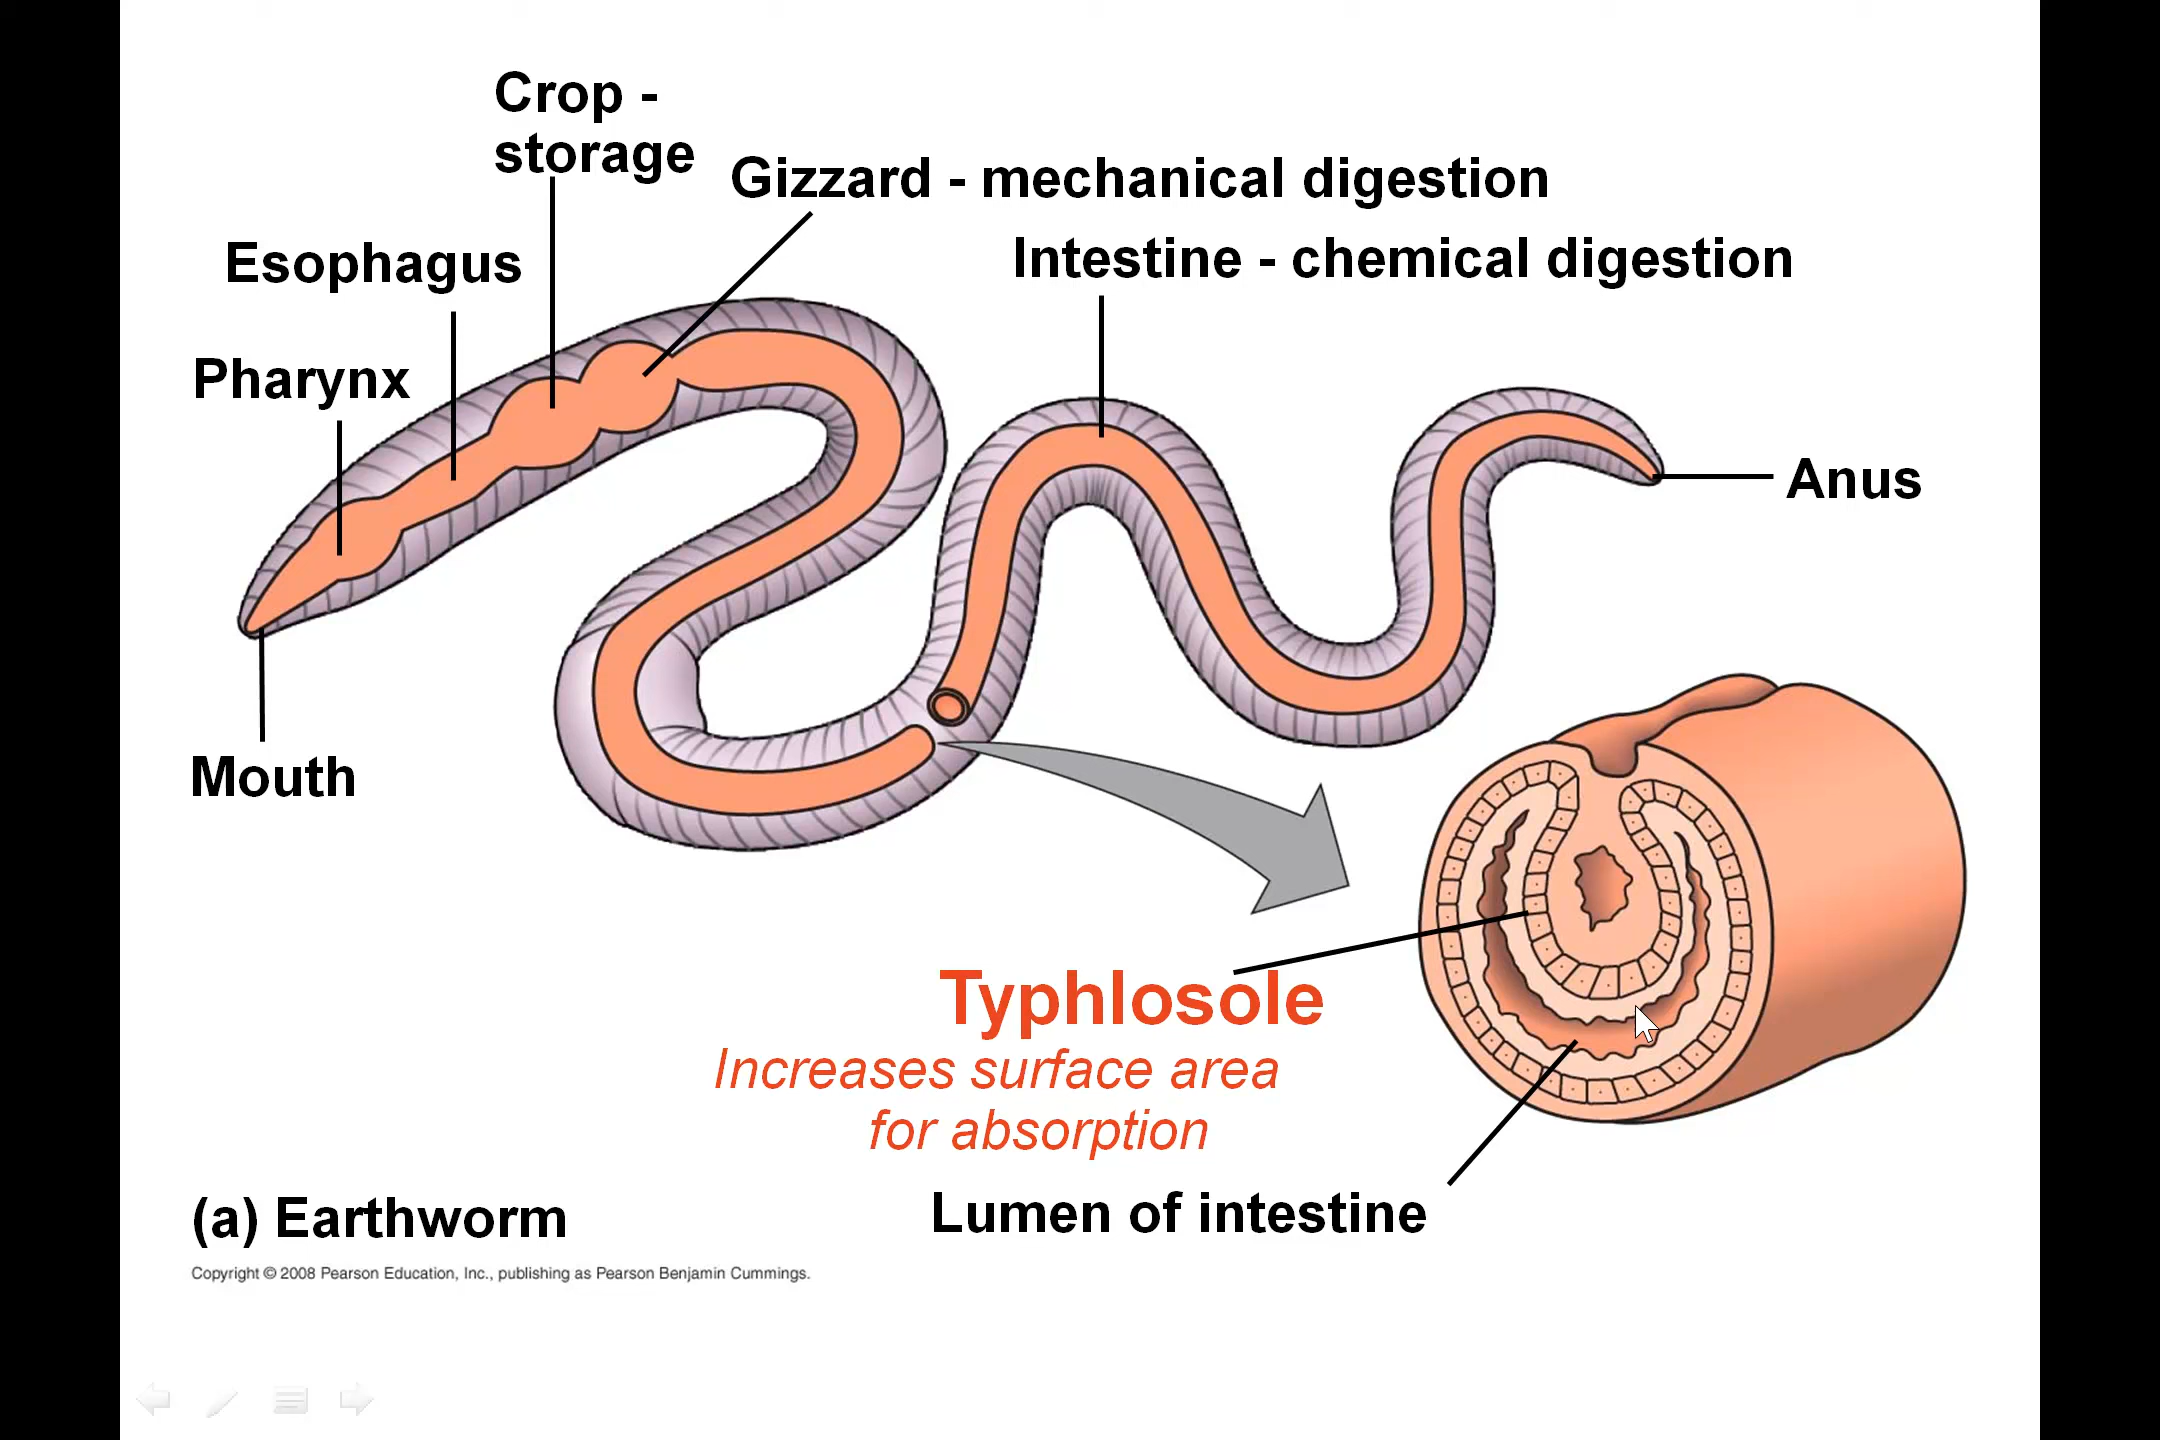 Crop -
storage
Gizzard - mechanical digestion
Intestine - chemical digestion
Esophagus
Pharynx
Anus
Mouth
Typhlosole
Increases surface area
for absorption
Lumen of intestine
(a) Earthworm
Copyright © 2008 Pearson Education, Inc., publishing as Pearson Benjamin Cummings.